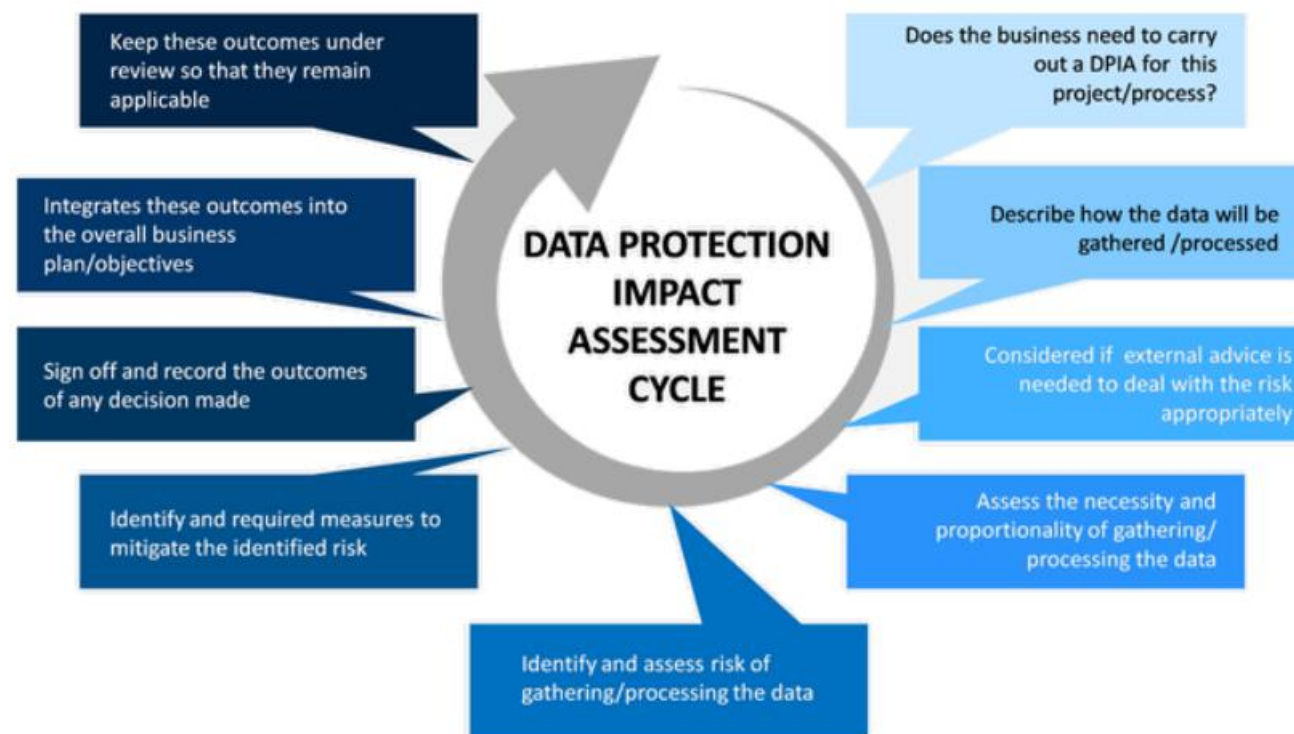 Keep these outcomes under
review so that they remain
applicable
Does the business need to carry
out a DPIA for this
project/process?
Integrates these outcomes into
the overall business
plan/objectives
Describe how the data will be
gathered /processed
DATA PROTECTION
IMPACT
ASSESSMENT
CYCLE
Sign off and record the outcomes
of any decision made
Considered if external advice is
needed to deal with the risk
appropriately
Identify and required measures to
mitigate the identified risk
Assess the necessity and
proportionality of gathering/
processing the data
Identify and assess risk of
gathering/processing the data